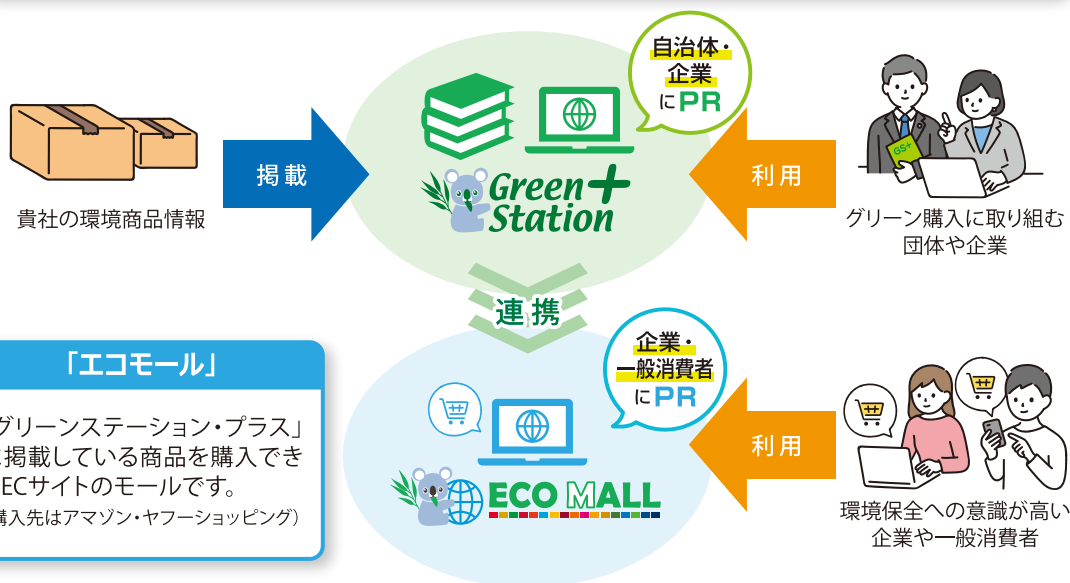 自治体・
企業
にPR
掲載
Green+
Station
利用
GS+
貴社の環境商品情報
グリーン購入に取り組む
団体や企業
連携
企業・
一般消費者
にPR
「エコモール」
グリーンステーション・プラス」
掲載している商品を購入でき
ECサイトのモールです。
購入先はアマゾン・ヤフーショッピング）
ECO MALL
利用
環境保全への意識が高い
企業や一般消費者